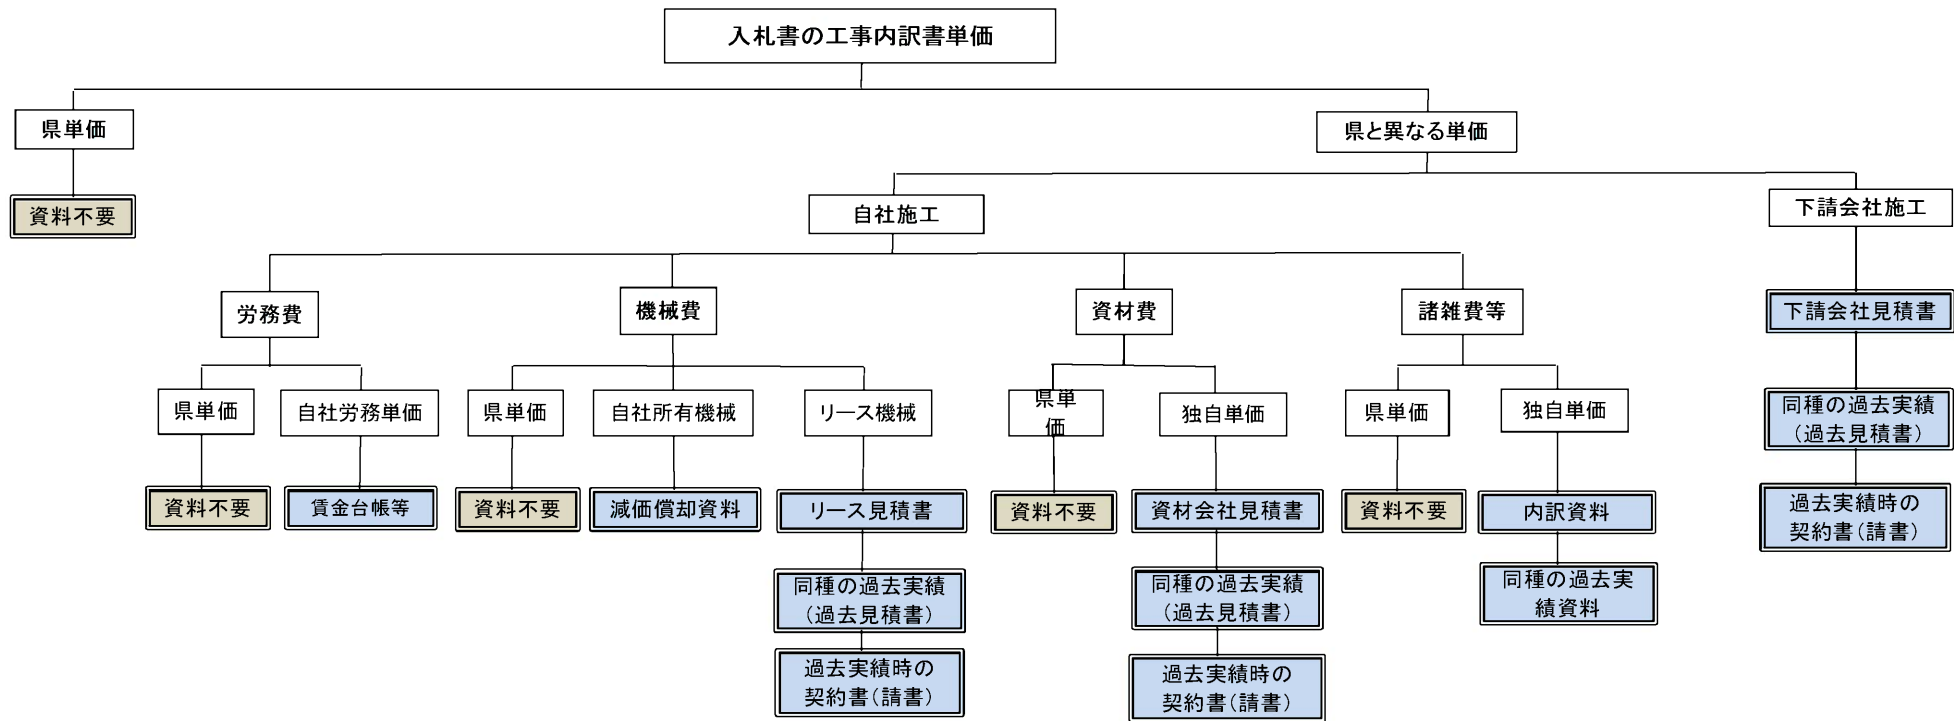 入札書の工事内訳書単価
県単価
県と異なる単価
資料不要
自社施工
下請会社施工
労務費
機械費
資材費
諸雑費等
下請会社見積書
県単価
自社労務単価
県単価
自社所有機械
リース機械
県単
価
独自単価
県単価
独自単価
同種の過去実績
(過去見積書)
資料不要
賃金台帳等
資料不要
減価償却資料
リース見積書
資料不要
資材会社見積書
資料不要
内訳資料
過去実績時の
契約書(請書)
同種の過去実績
(過去見積書)
同種の過去実績
(過去見積書)
同種の過去実
績資料
過去実績時の
契約書(請書)
過去実績時の
契約書(請書)